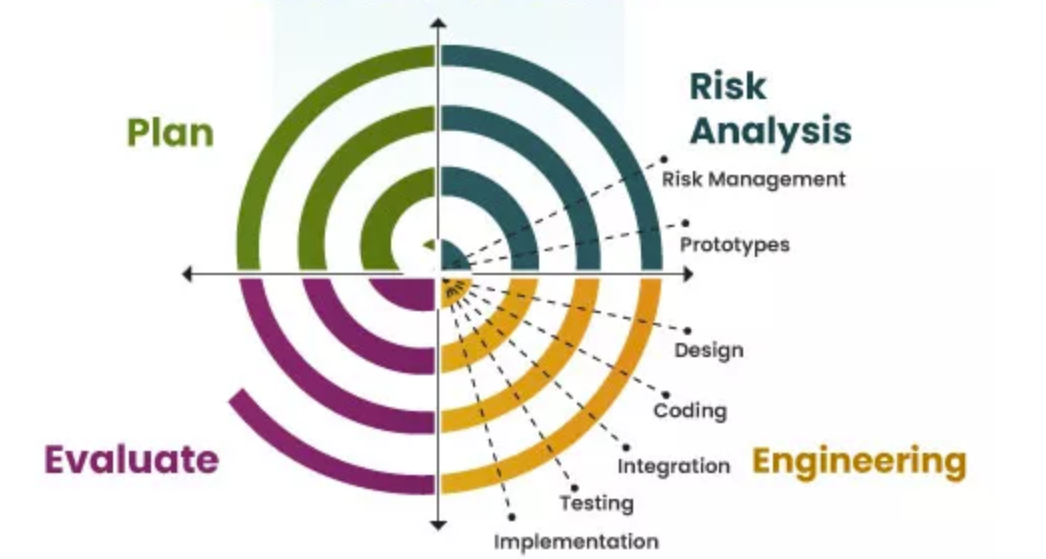 Plan
Risk
Analysis
Risk Management
Prototypes
Design
Coding
Evaluate
Integration
Engineering
Testing
Implementation